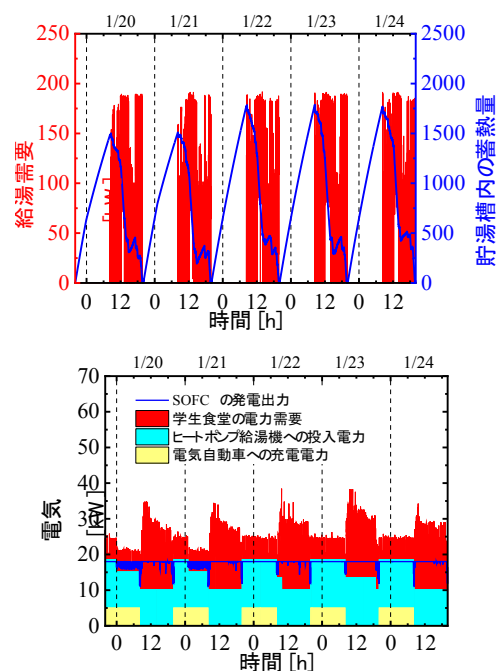 1/20 1/21 1/22 1/23 1/24
250 2500
200 2000
150 1500
100 1000
50 500
0 0
給湯需要
[kW]
貯湯槽内の蓄熱量
0 12 0 12 0 12 0 12 0 12
時間 [h]
1/20 1/21 1/22 1/23 1/24
70
60
50
40
30
20
10
0
SOFC の発電出力
学生食堂の電力需要
ヒートポンプ給湯機への投入電力
電気自動車への充電電力
電気
[kW]
0 12 0 12 0 12 0 12 0 12
時間 [h]